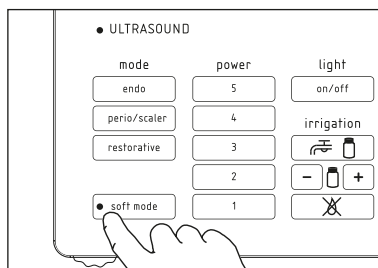 ULTRASOUND
mode power light
endo 5 on/off
perio/scaler 4 irrigation
restorative 3
2 - +
soft mode 1